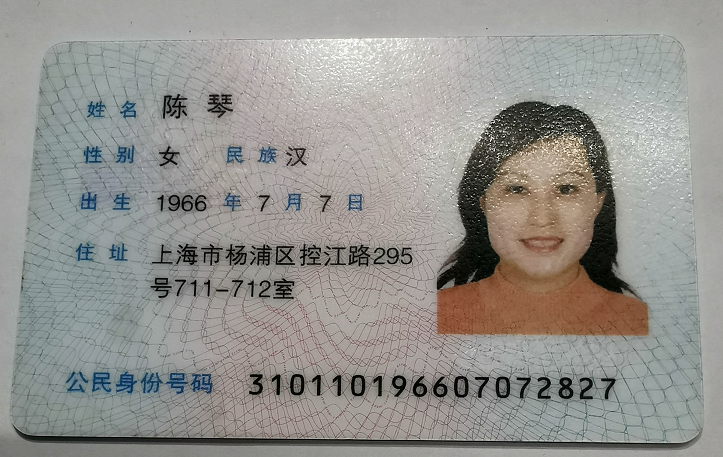 姓名 陈琴
性别 女 民族 汉
出生 1966 年 7 月 7 日
住址 上海市杨浦区控江路295
号711-712室
公民身份号码 310110196607072827